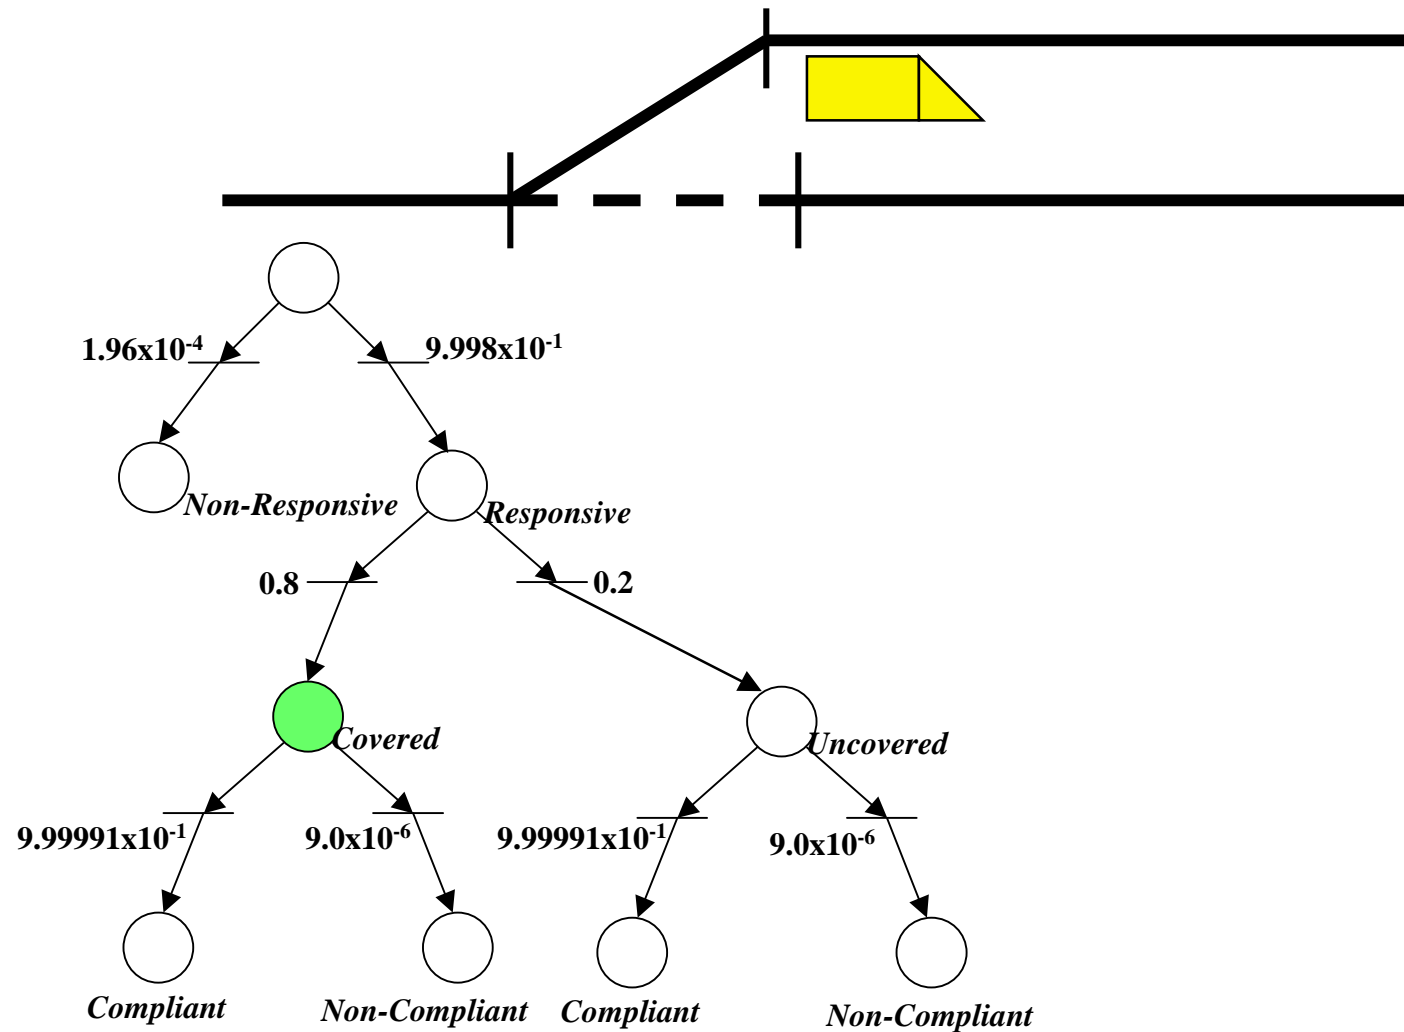 1.96x10⁻⁴
9.998x10⁻¹
Non-Responsive
Responsive
0.8
0.2
Covered
Uncovered
9.99991x10⁻¹
9.0x10⁻⁶
9.99991x10⁻¹
9.0x10⁻⁶
Compliant
Non-Compliant
Compliant
Non-Compliant